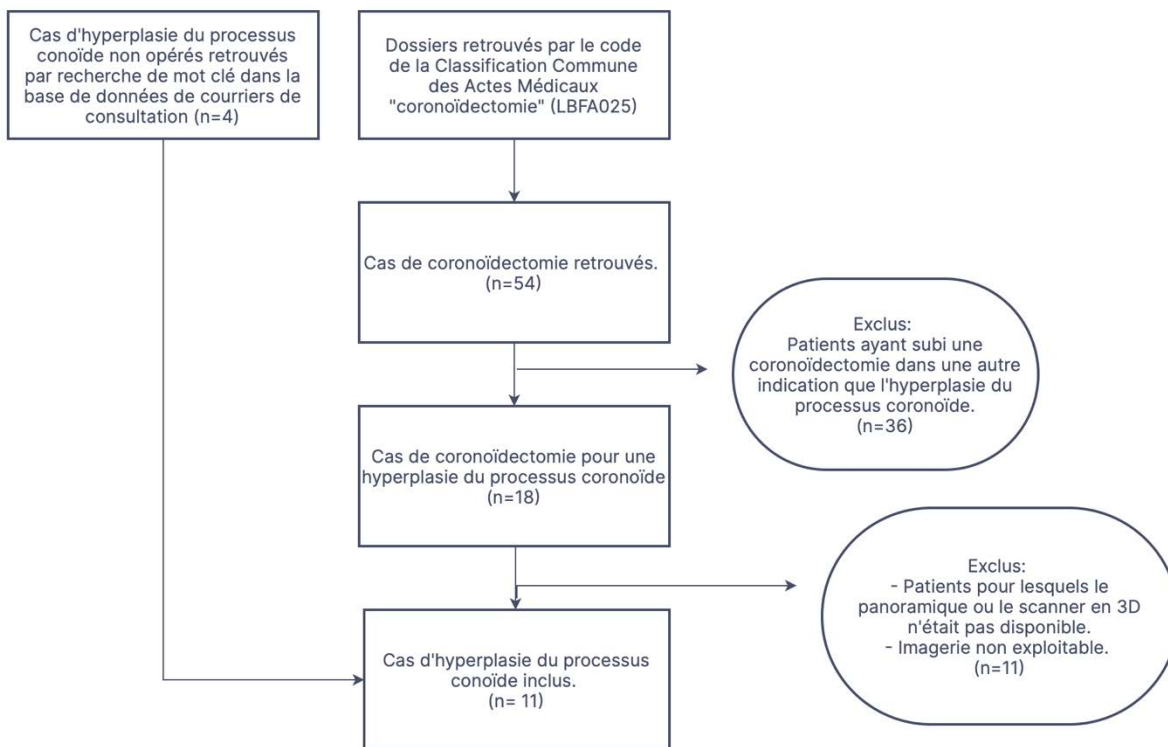 Cas d'hyperplasie du processus
conoïde non opérés retrouvés
par recherche de mot clé dans la
base de données de courriers de
consultation (n=4)
Dossiers retrouvés par le code
de la Classification Commune
des Actes Médicaux
"coronoïdectomie" (LBFA025)
Cas de coronoïdectomie retrouvés.
(n=54)
Exclus:
Patients ayant subi une
coronoïdectomie dans une autre
indication que l'hyperplasie du
processus coronoïde.
(n=36)
Cas de coronoïdectomie pour une
hyperplasie du processus coronoïde
(n=18)
Exclus:
- Patients pour lesquels le
panoramique ou le scanner en 3D
n'était pas disponible.
- Imagerie non exploitable.
(n=11)
Cas d'hyperplasie du processus
conoïde inclus.
(n= 11)